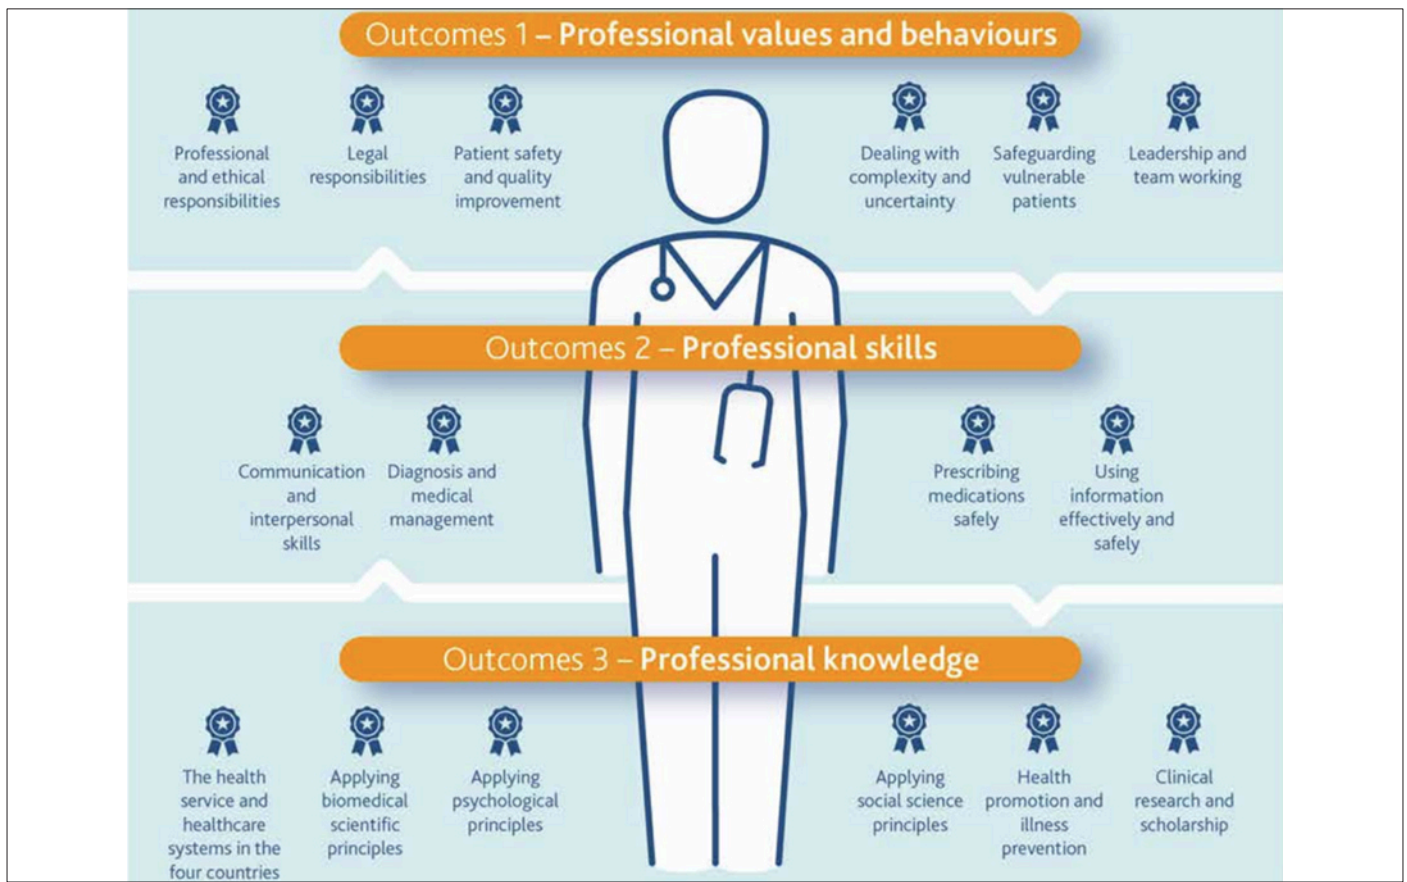 Outcomes 1 – Professional values and behaviours
Professional
and ethical
responsibilities
Legal
responsibilities
Patient safety
and quality
improvement
Dealing with
complexity and
uncertainty
Safeguarding
vulnerable
patients
Leadership and
team working
Outcomes 2 – Professional skills
Communication
and
interpersonal
skills
Diagnosis and
medical
management
Prescribing
medications
safely
Using
information
effectively and
safely
Outcomes 3 – Professional knowledge
The health
service and
healthcare
systems in the
four countries
Applying
biomedical
scientific
principles
Applying
psychological
principles
Applying
social science
principles
Health
promotion and
illness
prevention
Clinical
research and
scholarship